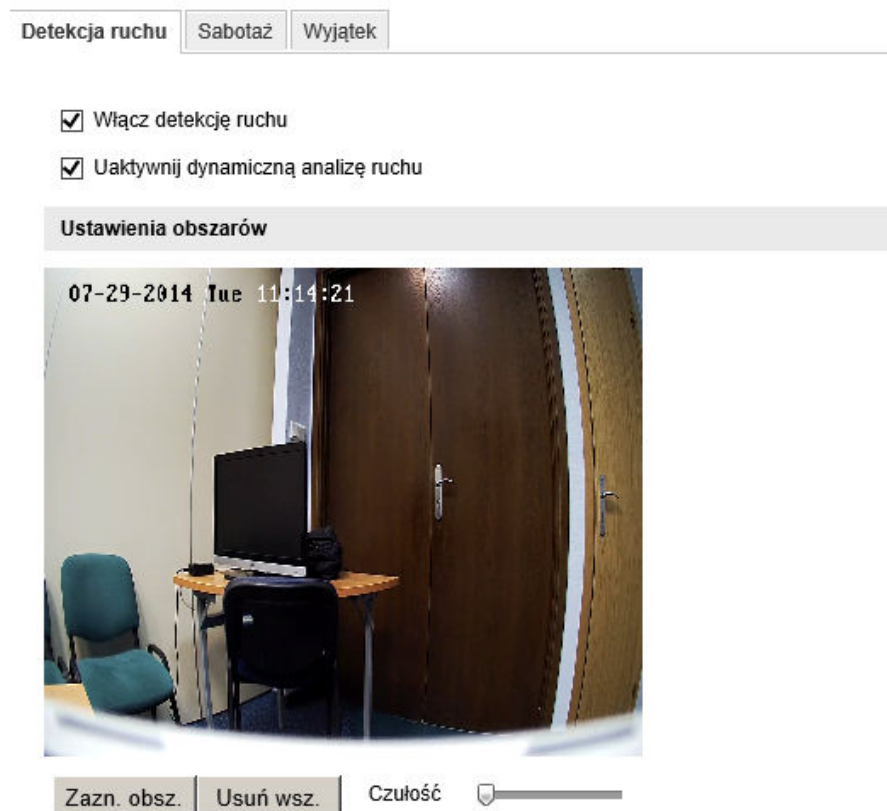 Detekcja ruchu Sabotaż Wyjątek
Włącz detekcję ruchu
Uaktywnij dynamiczną analizę ruchu
Ustawienia obszarów
07-29-2014 Tue 11:14:21
Zazn. obsz. Usuń wsz. Czułość